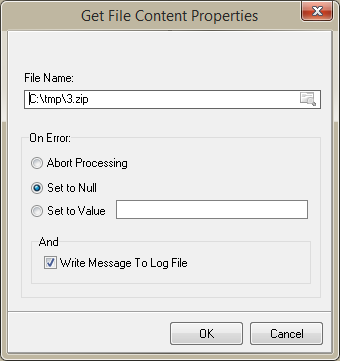 Get File Content Properties
File Name:
C:\tmp\3.zip
On Error:
Abort Processing
Set to Null
Set to Value
And
Write Message To Log File
OK
Cancel